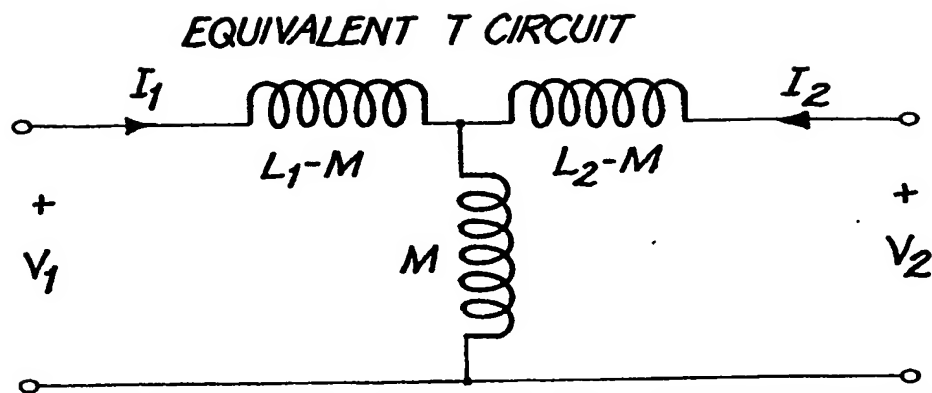 EQUIVALENT T CIRCUIT
I1 I2
L1-M L2-M
+ +
M
V1 V2